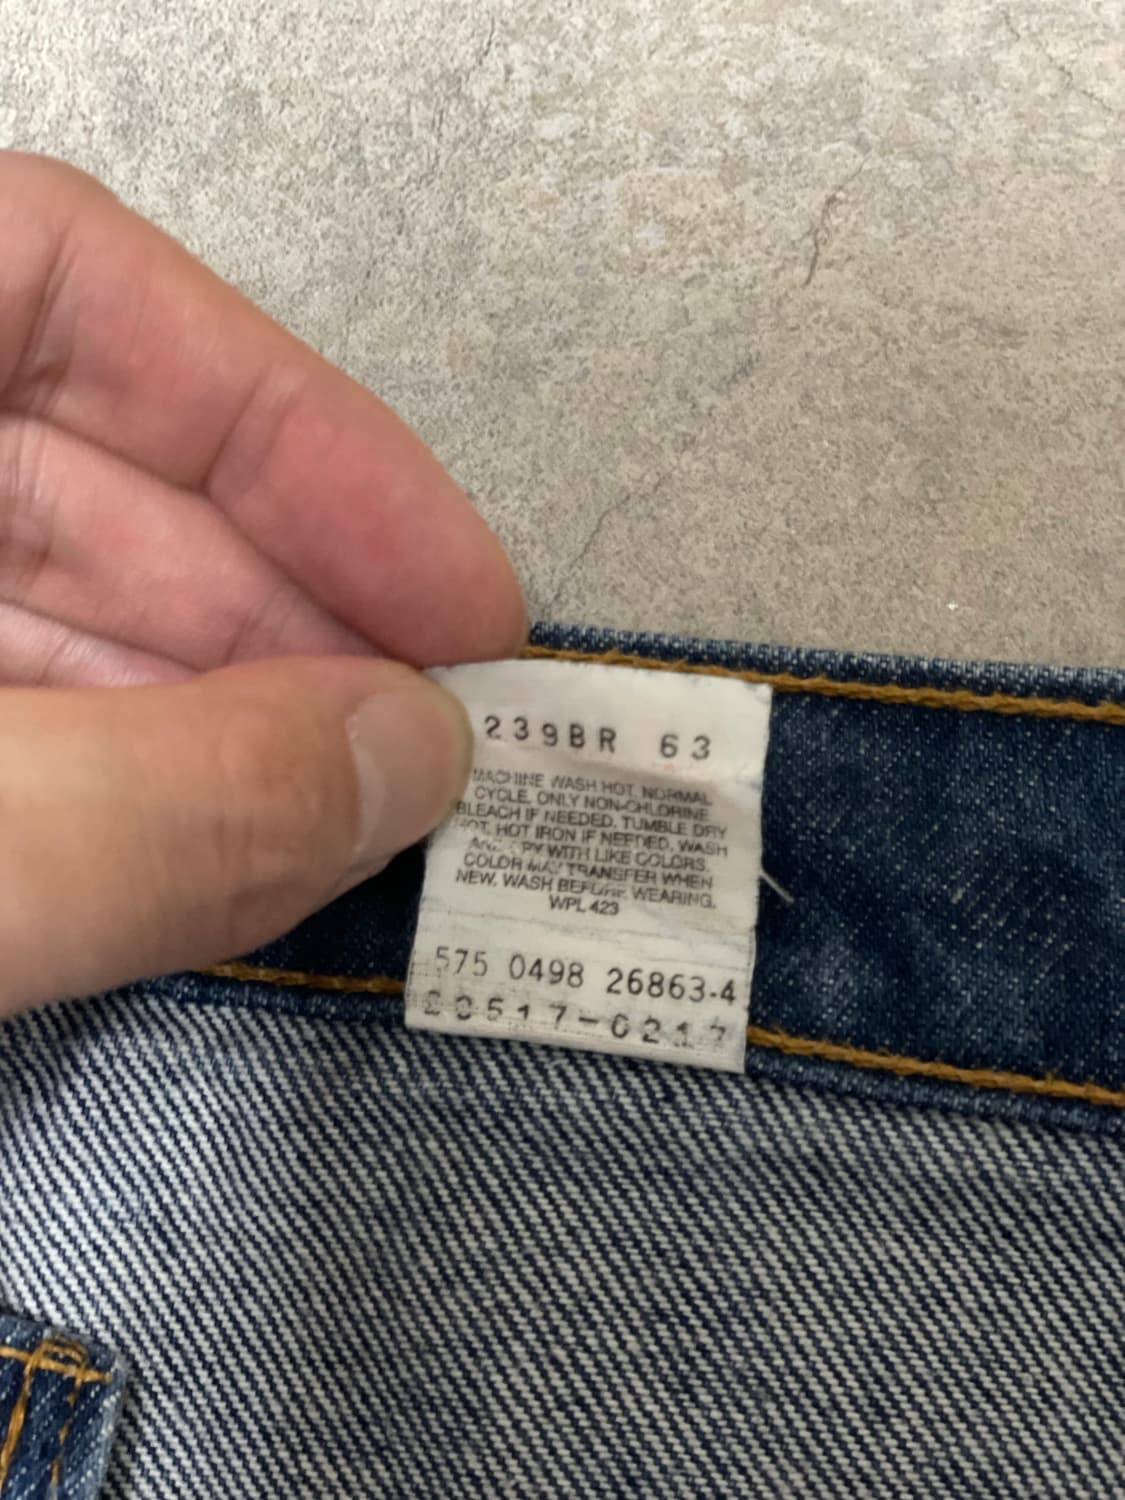 239BR 63
MACHINE WASH HOT, NORMAL
CYCLE. ONLY NON-CHLORINE
BLEACH IF NEEDED. TUMBLE DRY
HOT. HOT IRON IF NEEDED. WASH
WITH LIKE COLORS.
COLOR MAY TRANSFER WHEN
NEW. WASH BEFORE WEARING.
WPL 423
575 0498 26863-4
20517-0217